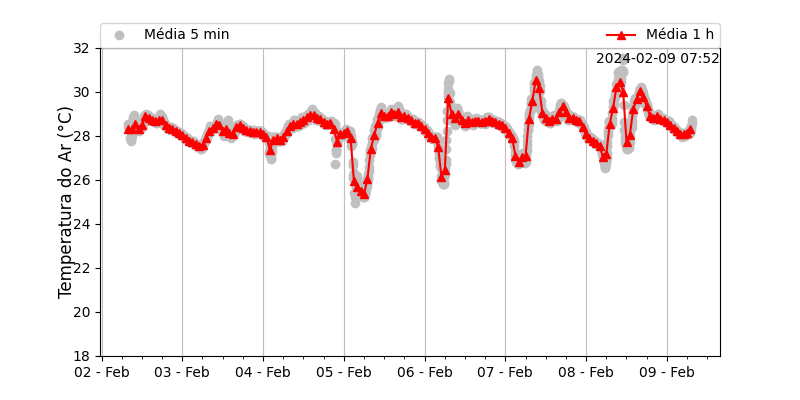 Média 5 min
Média 1 h
2024-02-09 07:52
Temperatura do Ar (°C)
32
30
28
26
24
22
20
18
02 - Feb
03 - Feb
04 - Feb
05 - Feb
06 - Feb
07 - Feb
08 - Feb
09 - Feb